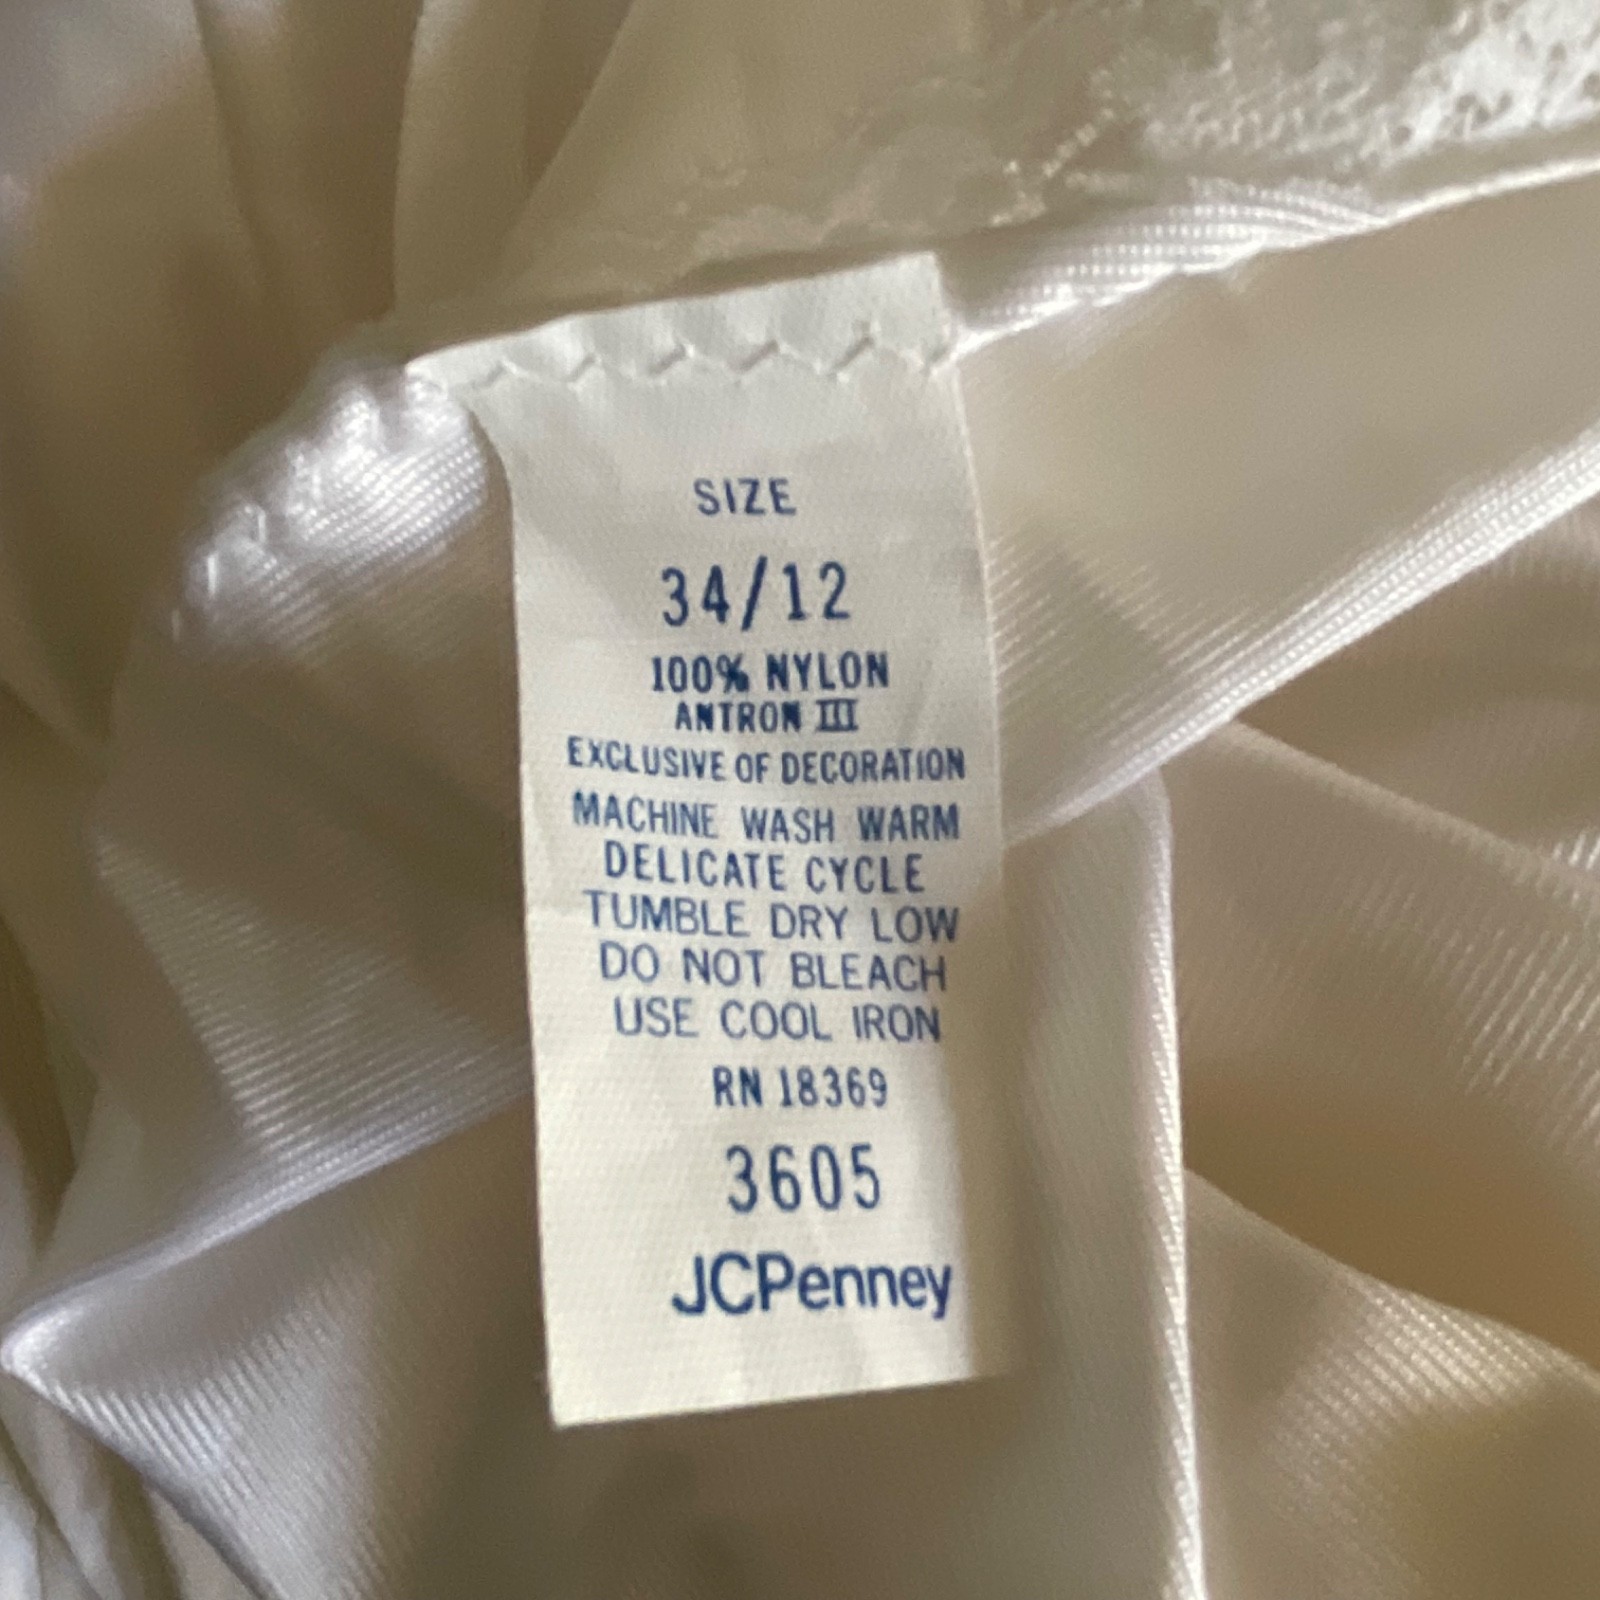 SIZE
34/12
100% NYLON
ANTRON III
EXCLUSIVE OF DECORATION
MACHINE WASH WARM
DELICATE CYCLE
TUMBLE DRY LOW
DO NOT BLEACH
USE COOL IRON
RN 18369
3605
JCPenney